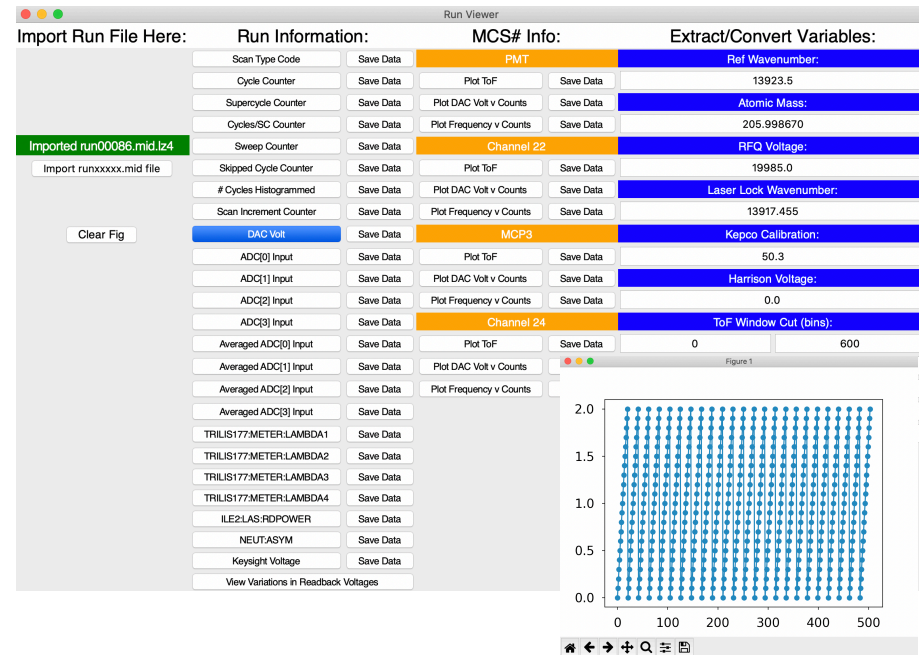 Run Viewer
Import Run File Here: Run Information: MCS# Info: Extract/Convert Variables:
Scan Type Code Save Data PMT Ref Wavenumber:
Cycle Counter Save Data Plot ToF Save Data 13923.5
Supercycle Counter Save Data Plot DAC Volt v Counts Save Data Atomic Mass:
Cycles/SC Counter Save Data Plot Frequency v Counts Save Data 205.998670
Imported run00086.mid.lz4 Sweep Counter Save Data Channel 22 RFQ Voltage:
Import runxxxxx.mid file Skipped Cycle Counter Save Data Plot ToF Save Data 19985.0
# Cycles Histogrammed Save Data Plot DAC Volt v Counts Save Data Laser Lock Wavenumber:
Scan Increment Counter Save Data Plot Frequency v Counts Save Data 13917.455
Clear Fig DAC Volt Save Data MCP3 Kepco Calibration:
ADC[0] Input Save Data Plot ToF Save Data 50.3
ADC[1] Input Save Data Plot DAC Volt v Counts Save Data Harrison Voltage:
ADC[2] Input Save Data Plot Frequency v Counts Save Data 0.0
ADC[3] Input Save Data Channel 24 ToF Window Cut (bins):
Averaged ADC[0] Input Save Data Plot ToF Save Data 0 600
Averaged ADC[1] Input Save Data Plot DAC Volt v Counts
Averaged ADC[2] Input Save Data Plot Frequency v Counts
Averaged ADC[3] Input Save Data
TRILIS177:METER:LAMBDA1 Save Data
TRILIS177:METER:LAMBDA2 Save Data
TRILIS177:METER:LAMBDA3 Save Data
TRILIS177:METER:LAMBDA4 Save Data
ILE2:LAS:RDPOWER Save Data
NEUT:ASYM Save Data
Keysight Voltage Save Data
View Variations in Readback Voltages
Figure 1
2.0
1.5
1.0
0.5
0.0
0 100 200 300 400 500